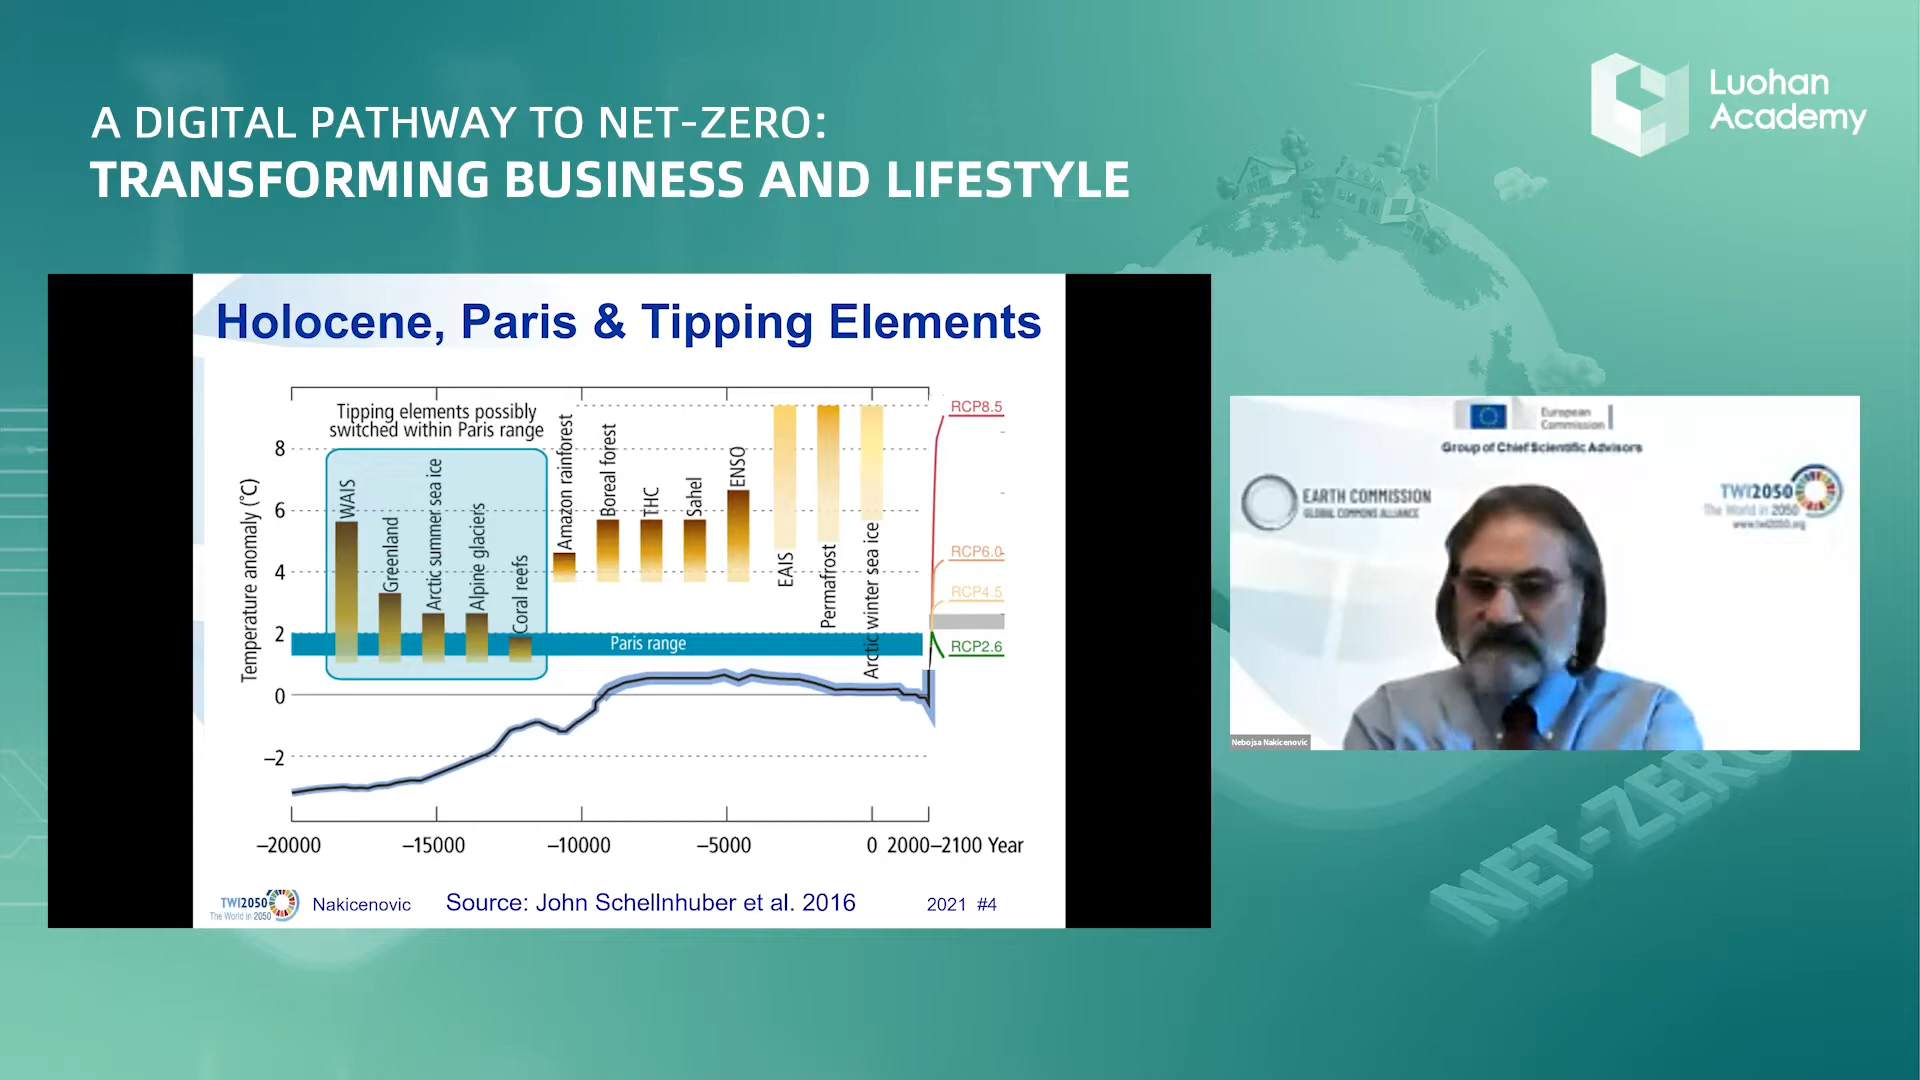 A DIGITAL PATHWAY TO NET-ZERO:
TRANSFORMING BUSINESS AND LIFESTYLE
Luohan
Academy
Holocene, Paris & Tipping Elements
Tipping elements possibly
switched within Paris range
Temperature anomaly (°C)
8
6
4
2
0
–2
WAIS
Greenland
Arctic summer sea ice
Alpine glaciers
Coral reefs
Amazon rainforest
Boreal forest
THC
Sahel
ENSO
EAIS
Permafrost
Arctic winter sea ice
Paris range
RCP8.5
RCP6.0
RCP4.5
RCP2.6
–20000
–15000
–10000
–5000
0
2000–2100 Year
TWI2050
The World in 2050
Nakicenovic
Source: John Schellnhuber et al. 2016
2021 #4
European
Commission
Group of Chief Scientific Advisors
EARTH COMMISSION
GLOBAL COMMONS ALLIANCE
TWI2050
The World in 2050
www.twi2050.org
Nebojsa Nakicenovic
NET-ZERO